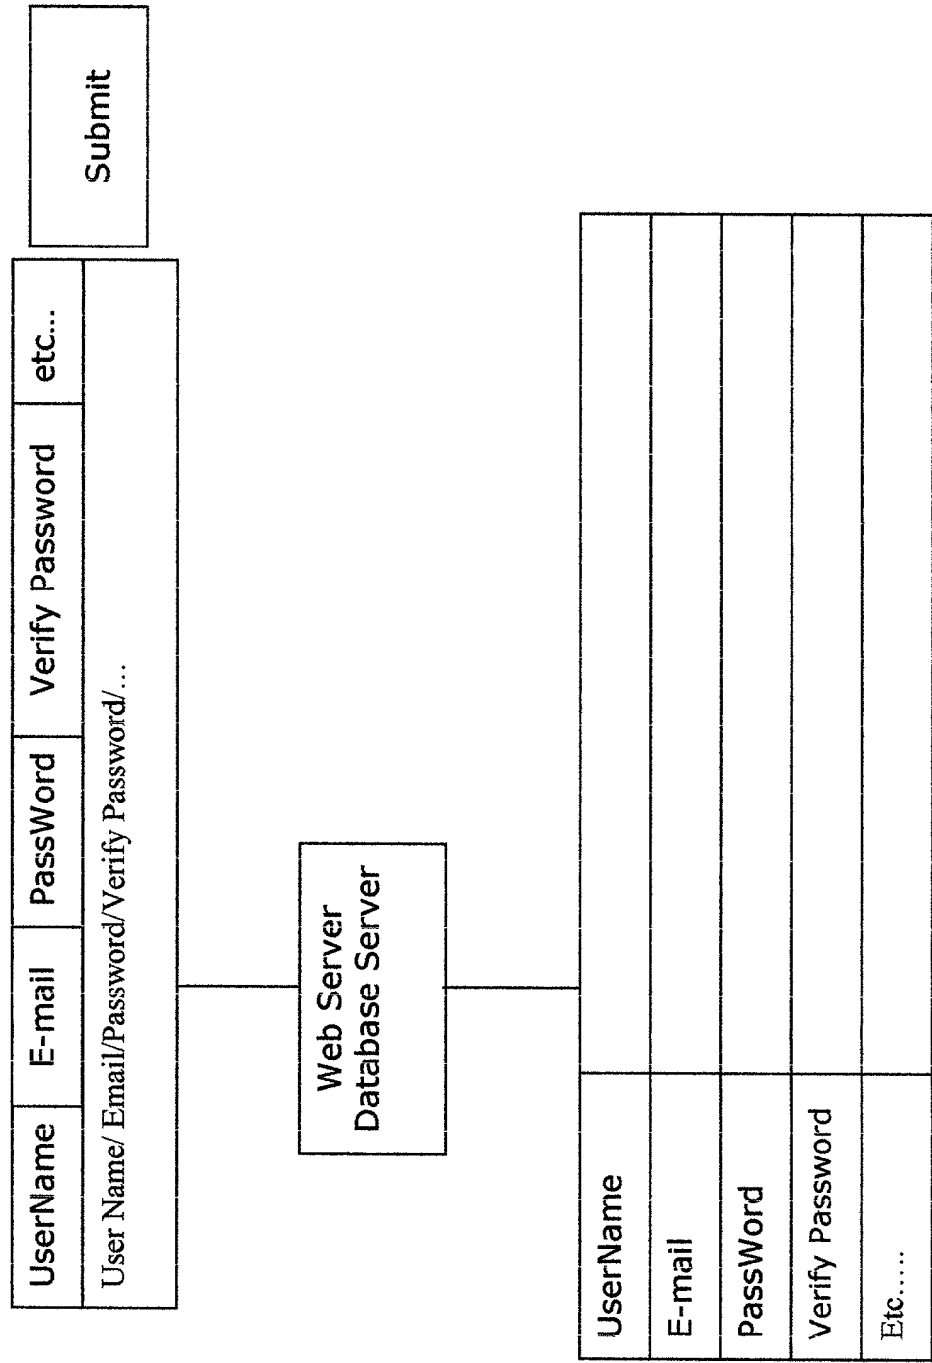 UserName
E-mail
PassWord
Verify Password
etc...
Submit
User Name/ Email/Password/Verify Password/...
Web Server
Database Server
UserName
E-mail
PassWord
Verify Password
Etc.....